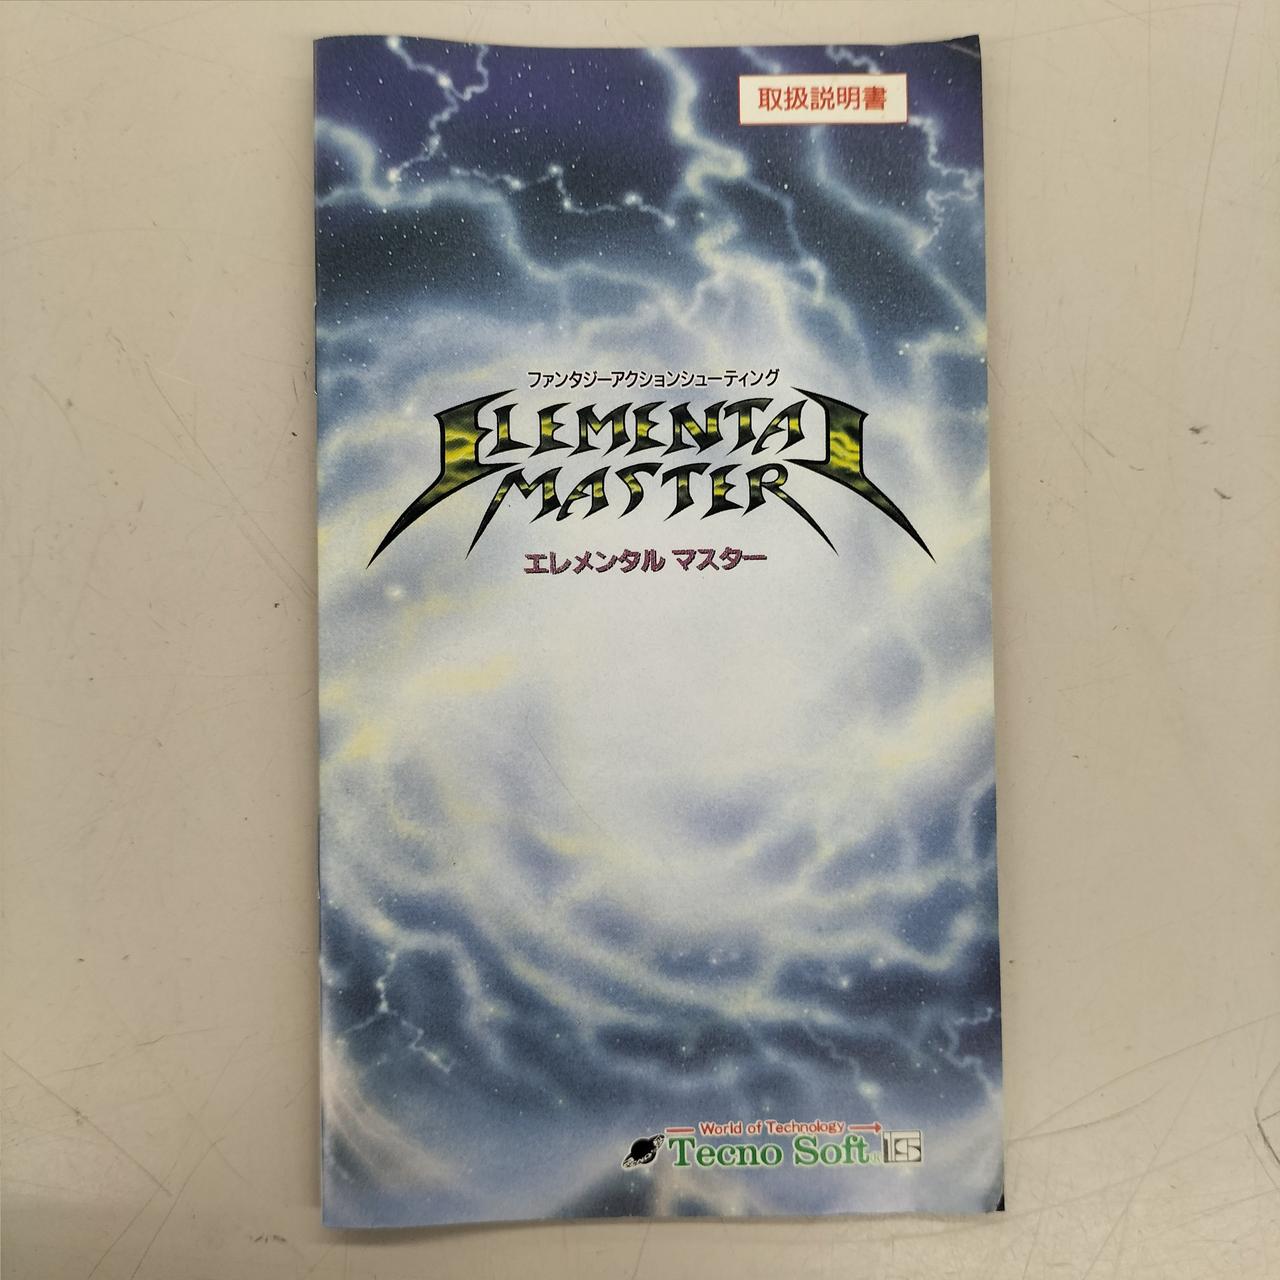 取扱説明書
ファンタジーアクションシューティング
ELEMENTAL
MASTER
エレメンタル マスター
World of Technology
Tecno Soft